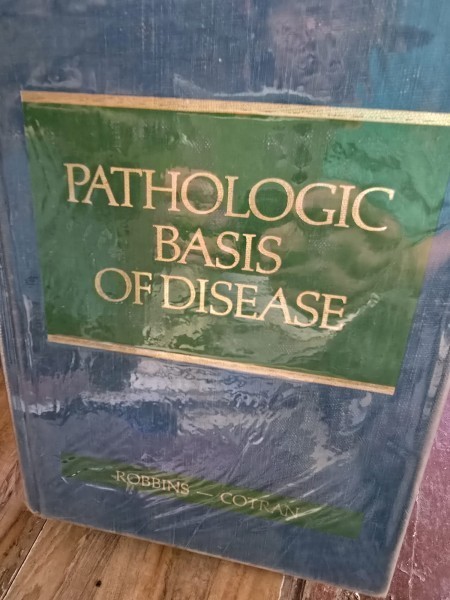 PATHOLOGIC
BASIS
OF DISEASE
ROBBINS — COTRAN